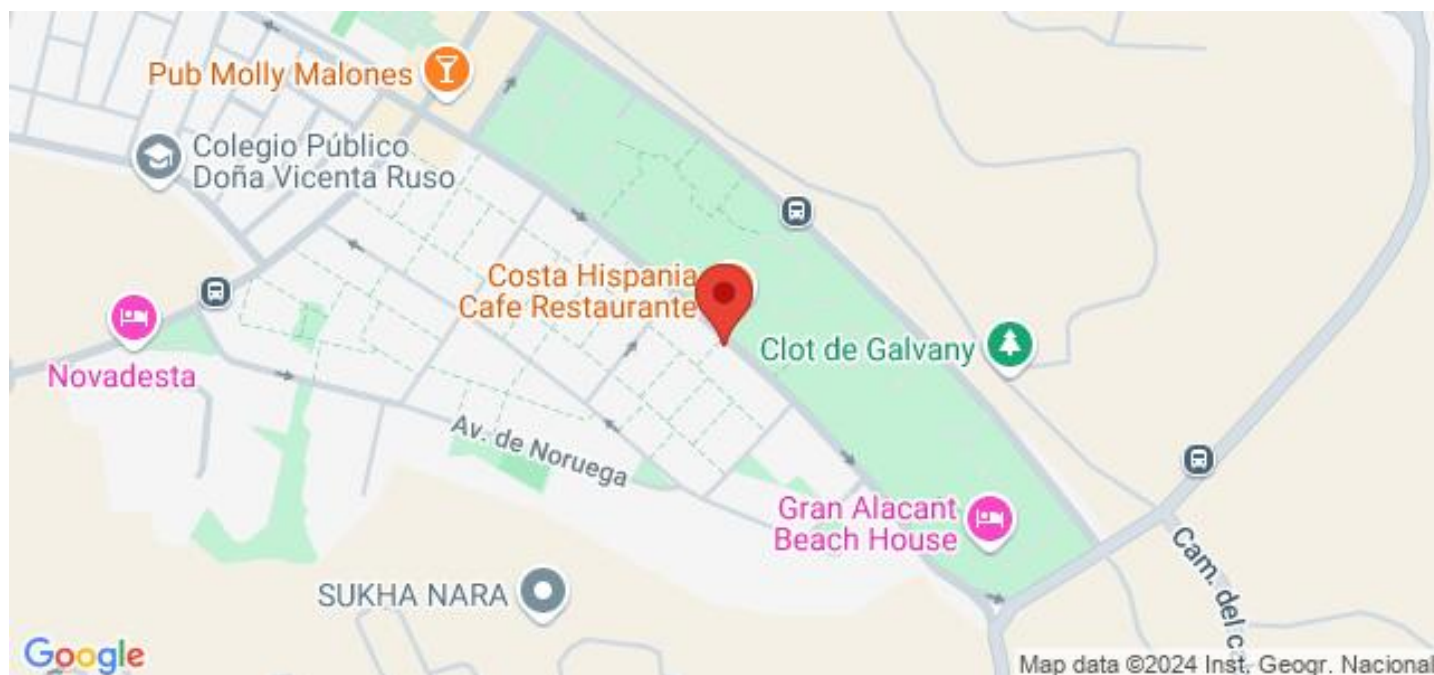 Pub Molly Malones
Colegio Público
Doña Vicenta Ruso
Costa Hispania
Cafe Restaurante
Clot de Galvany
Novadesta
Av. de Noruega
Gran Alacant
Beach House
Cam. del ca
SUKHA NARA
Google
Map data ©2024 Inst. Geogr. Nacional